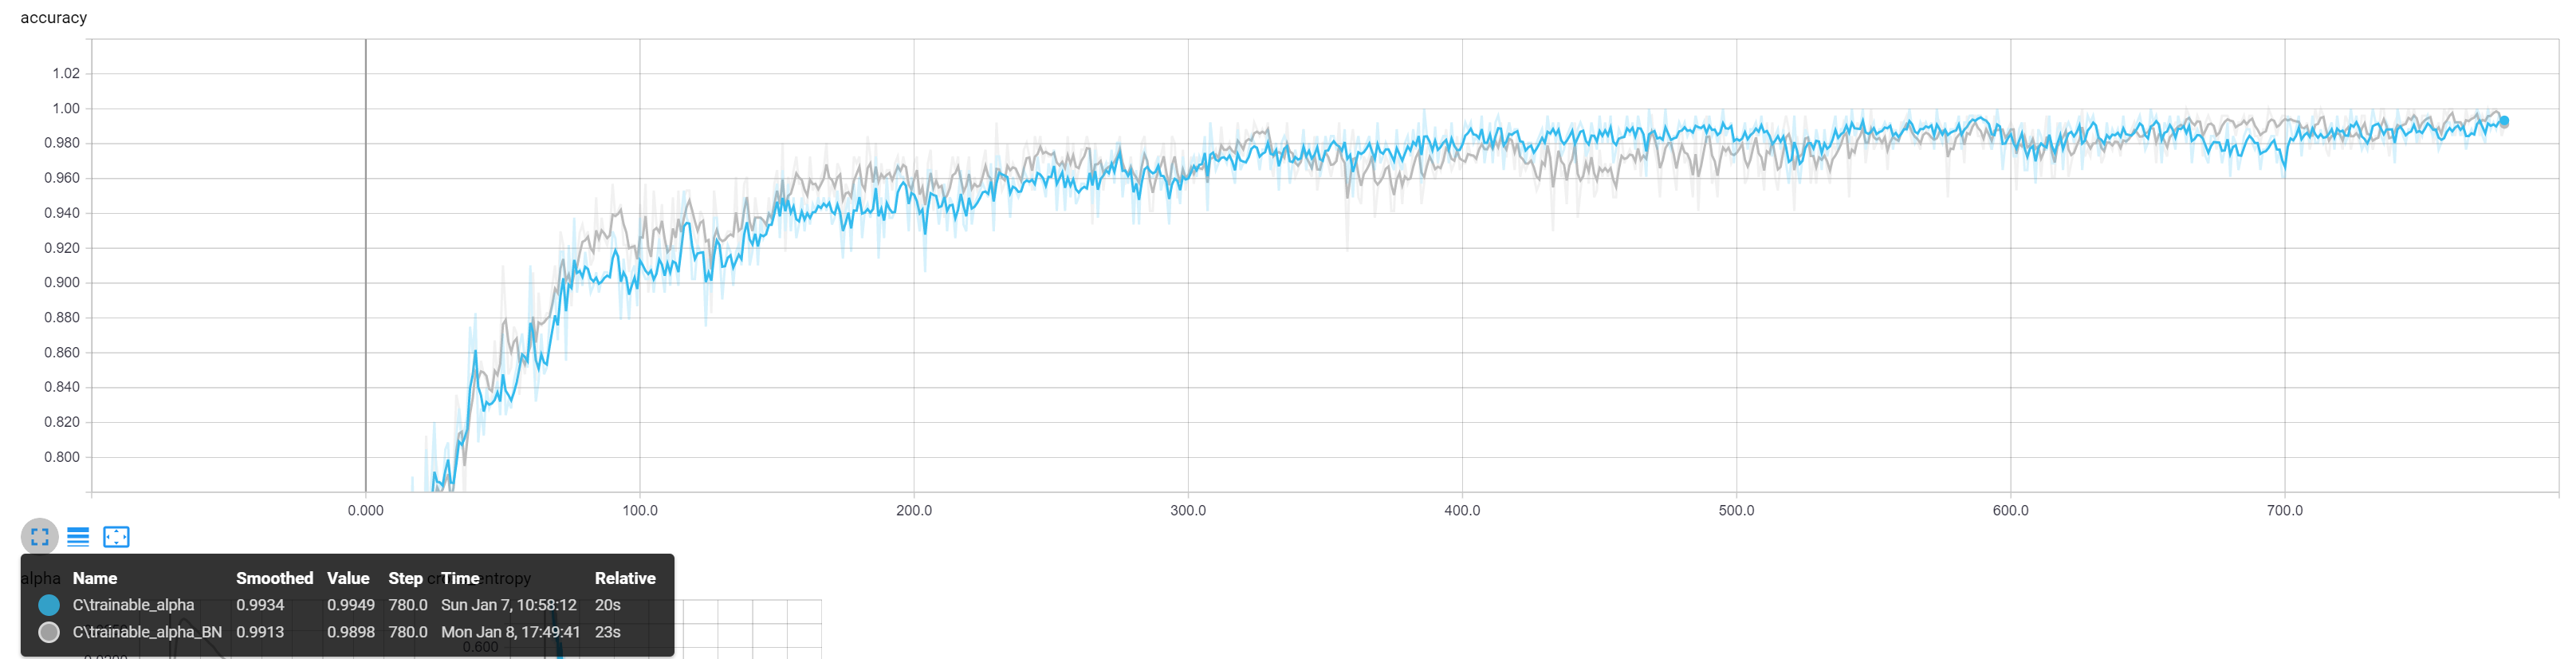 accuracy
1.02
1.00
0.980
0.960
0.940
0.920
0.900
0.880
0.860
0.840
0.820
0.800
0.000 100.0 200.0 300.0 400.0 500.0 600.0 700.0
alpha
Name Smoothed Value Step Time Relative
C\trainable_alpha 0.9934 0.9949 780.0 Sun Jan 7, 10:58:12 20s
C\trainable_alpha_BN 0.9913 0.9898 780.0 Mon Jan 8, 17:49:41 23s
0.600